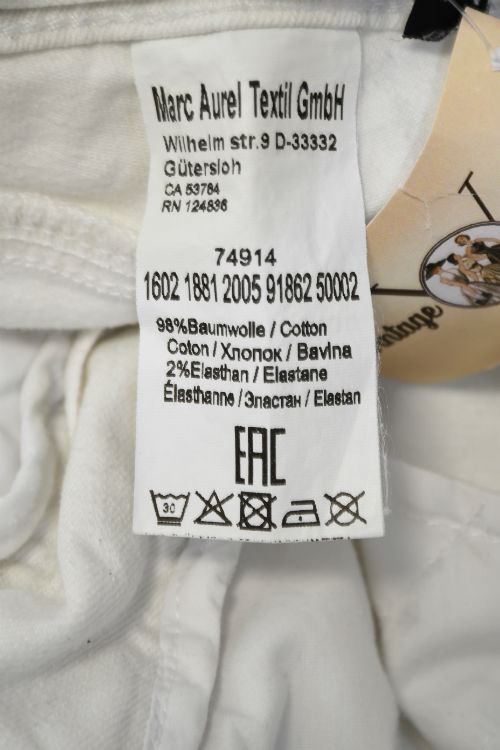 Marc Aurel Textil GmbH
Wilhelm str.9 D-33332
Gütersloh
CA 53784
RN 124836
74914
1602 1881 2005 91862 50002
98%Baumwolle / Cotton
Coton / Хлопок / Bavlna
2%Elasthan / Elastane
Élasthanne / Эластан / Elastan
EAC
30